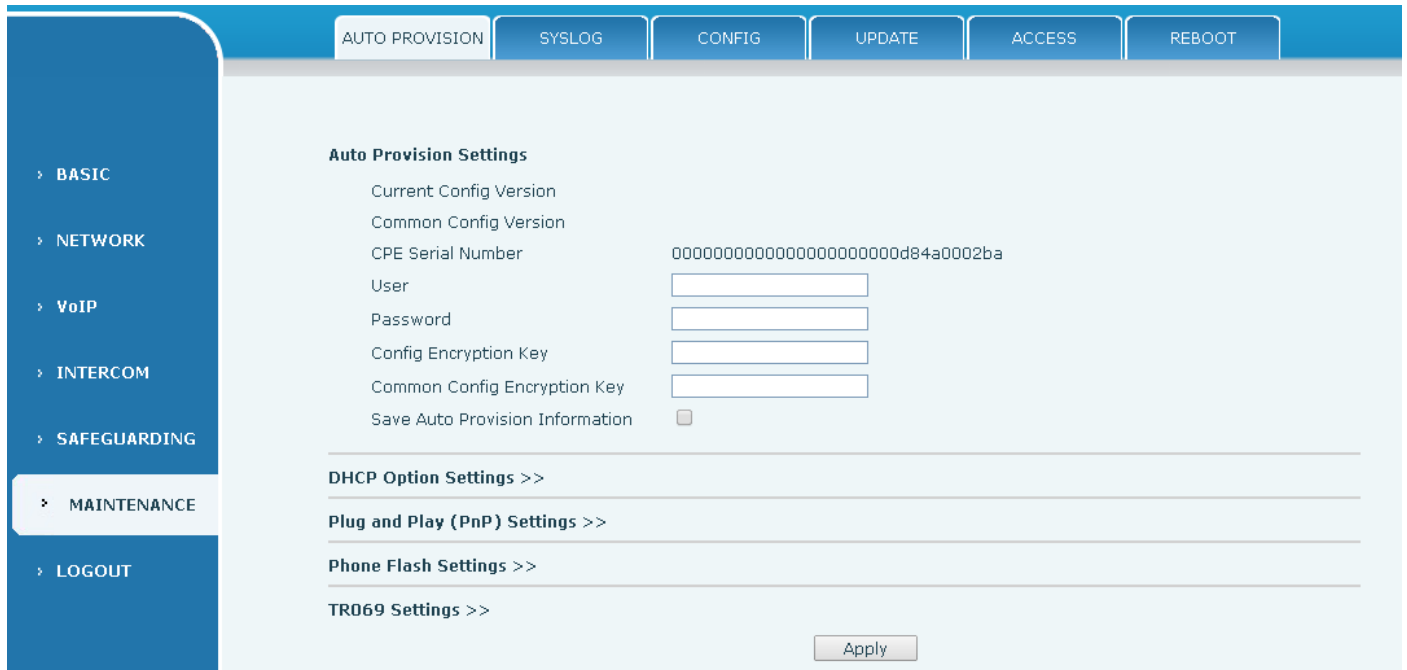 AUTO PROVISION
SYSLOG
CONFIG
UPDATE
ACCESS
REBOOT
› BASIC
› NETWORK
› VoIP
› INTERCOM
› SAFEGUARDING
› MAINTENANCE
› LOGOUT
Auto Provision Settings
Current Config Version
Common Config Version
CPE Serial Number 00000000000000000000000d84a0002ba
User
Password
Config Encryption Key
Common Config Encryption Key
Save Auto Provision Information
DHCP Option Settings >>
Plug and Play (PnP) Settings >>
Phone Flash Settings >>
TR069 Settings >>
Apply